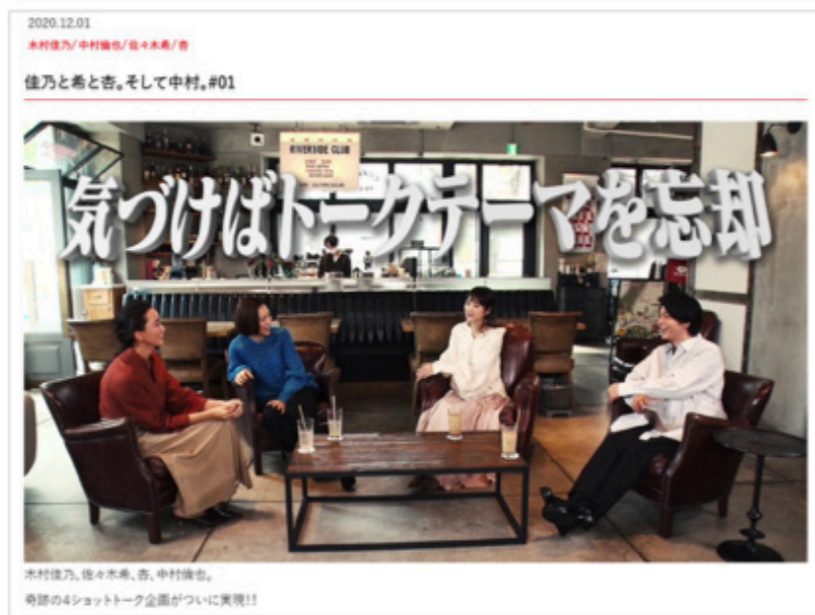 2020.12.01
木村佳乃/中村倫也/佐々木希/杏
佳乃と希と杏。そして中村。#01
RIVERSIDE CLUB
気づけばトークテーマを忘却
木村佳乃、佐々木希、杏、中村倫也。
奇跡の4ショットトーク企画がついに実現!!